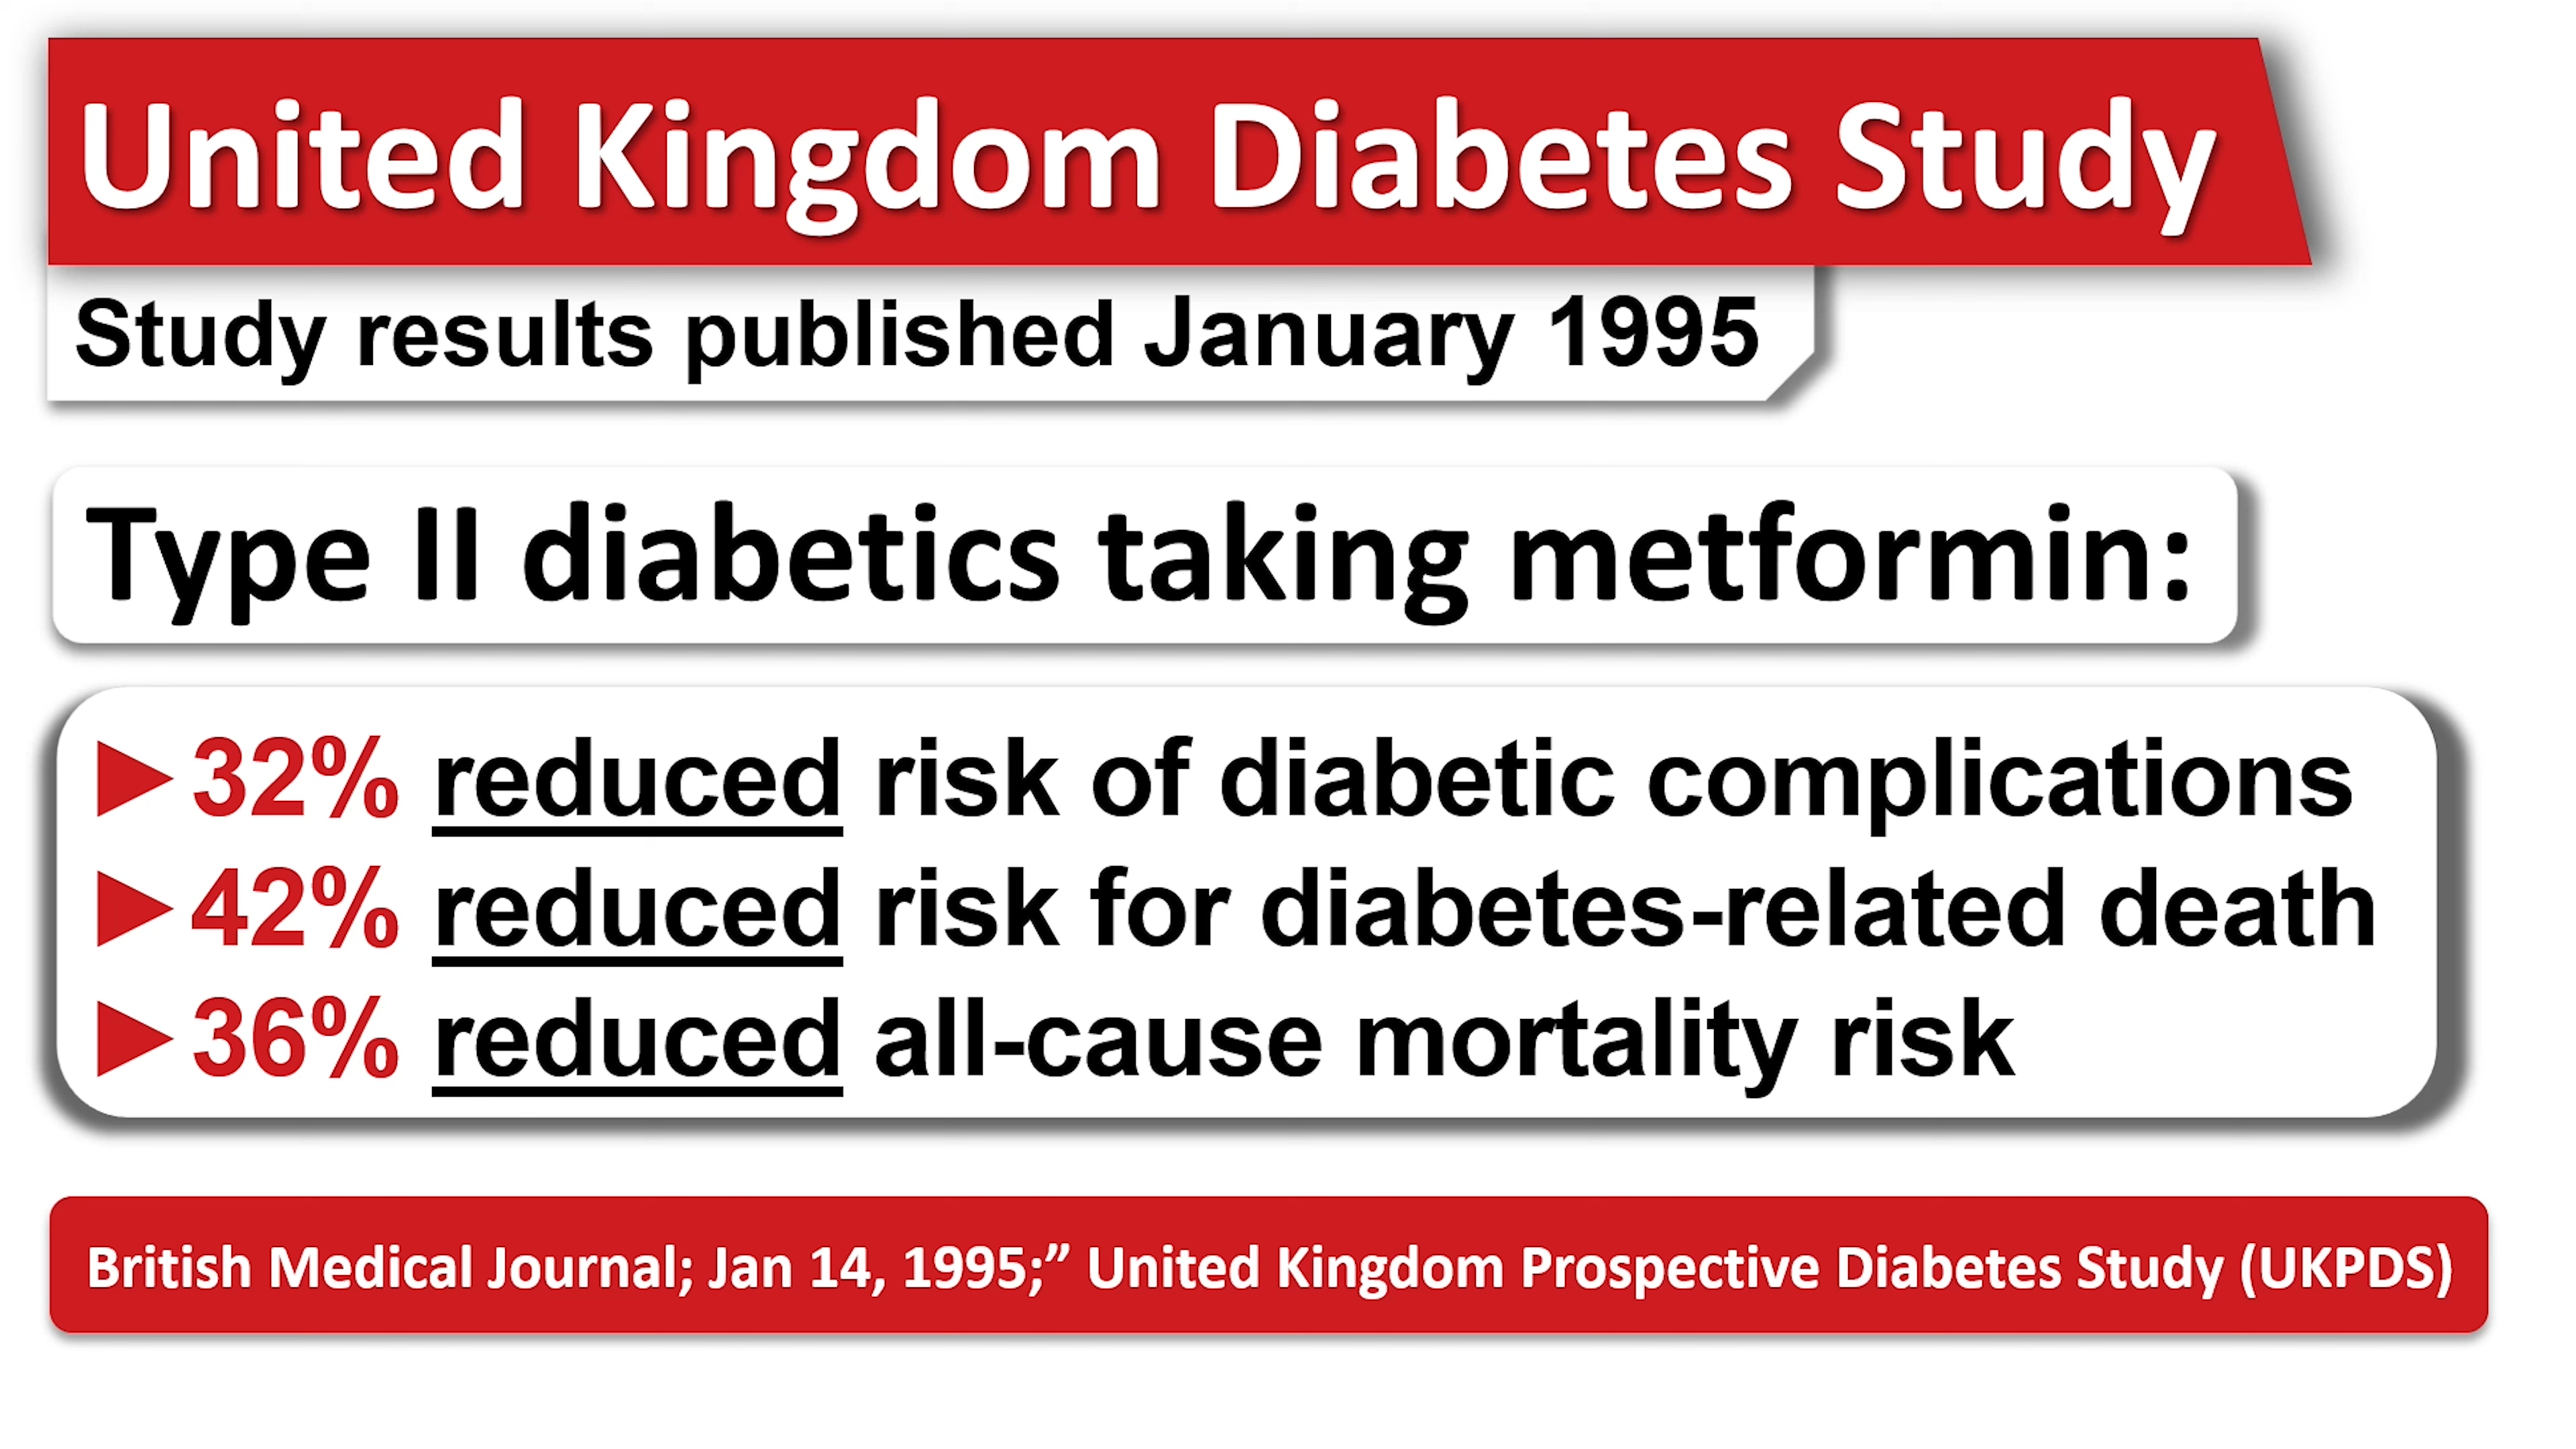 United Kingdom Diabetes Study
Study results published January 1995
Type II diabetics taking metformin:
►32% reduced risk of diabetic complications
►42% reduced risk for diabetes-related death
►36% reduced all-cause mortality risk
British Medical Journal; Jan 14, 1995;” United Kingdom Prospective Diabetes Study (UKPDS)